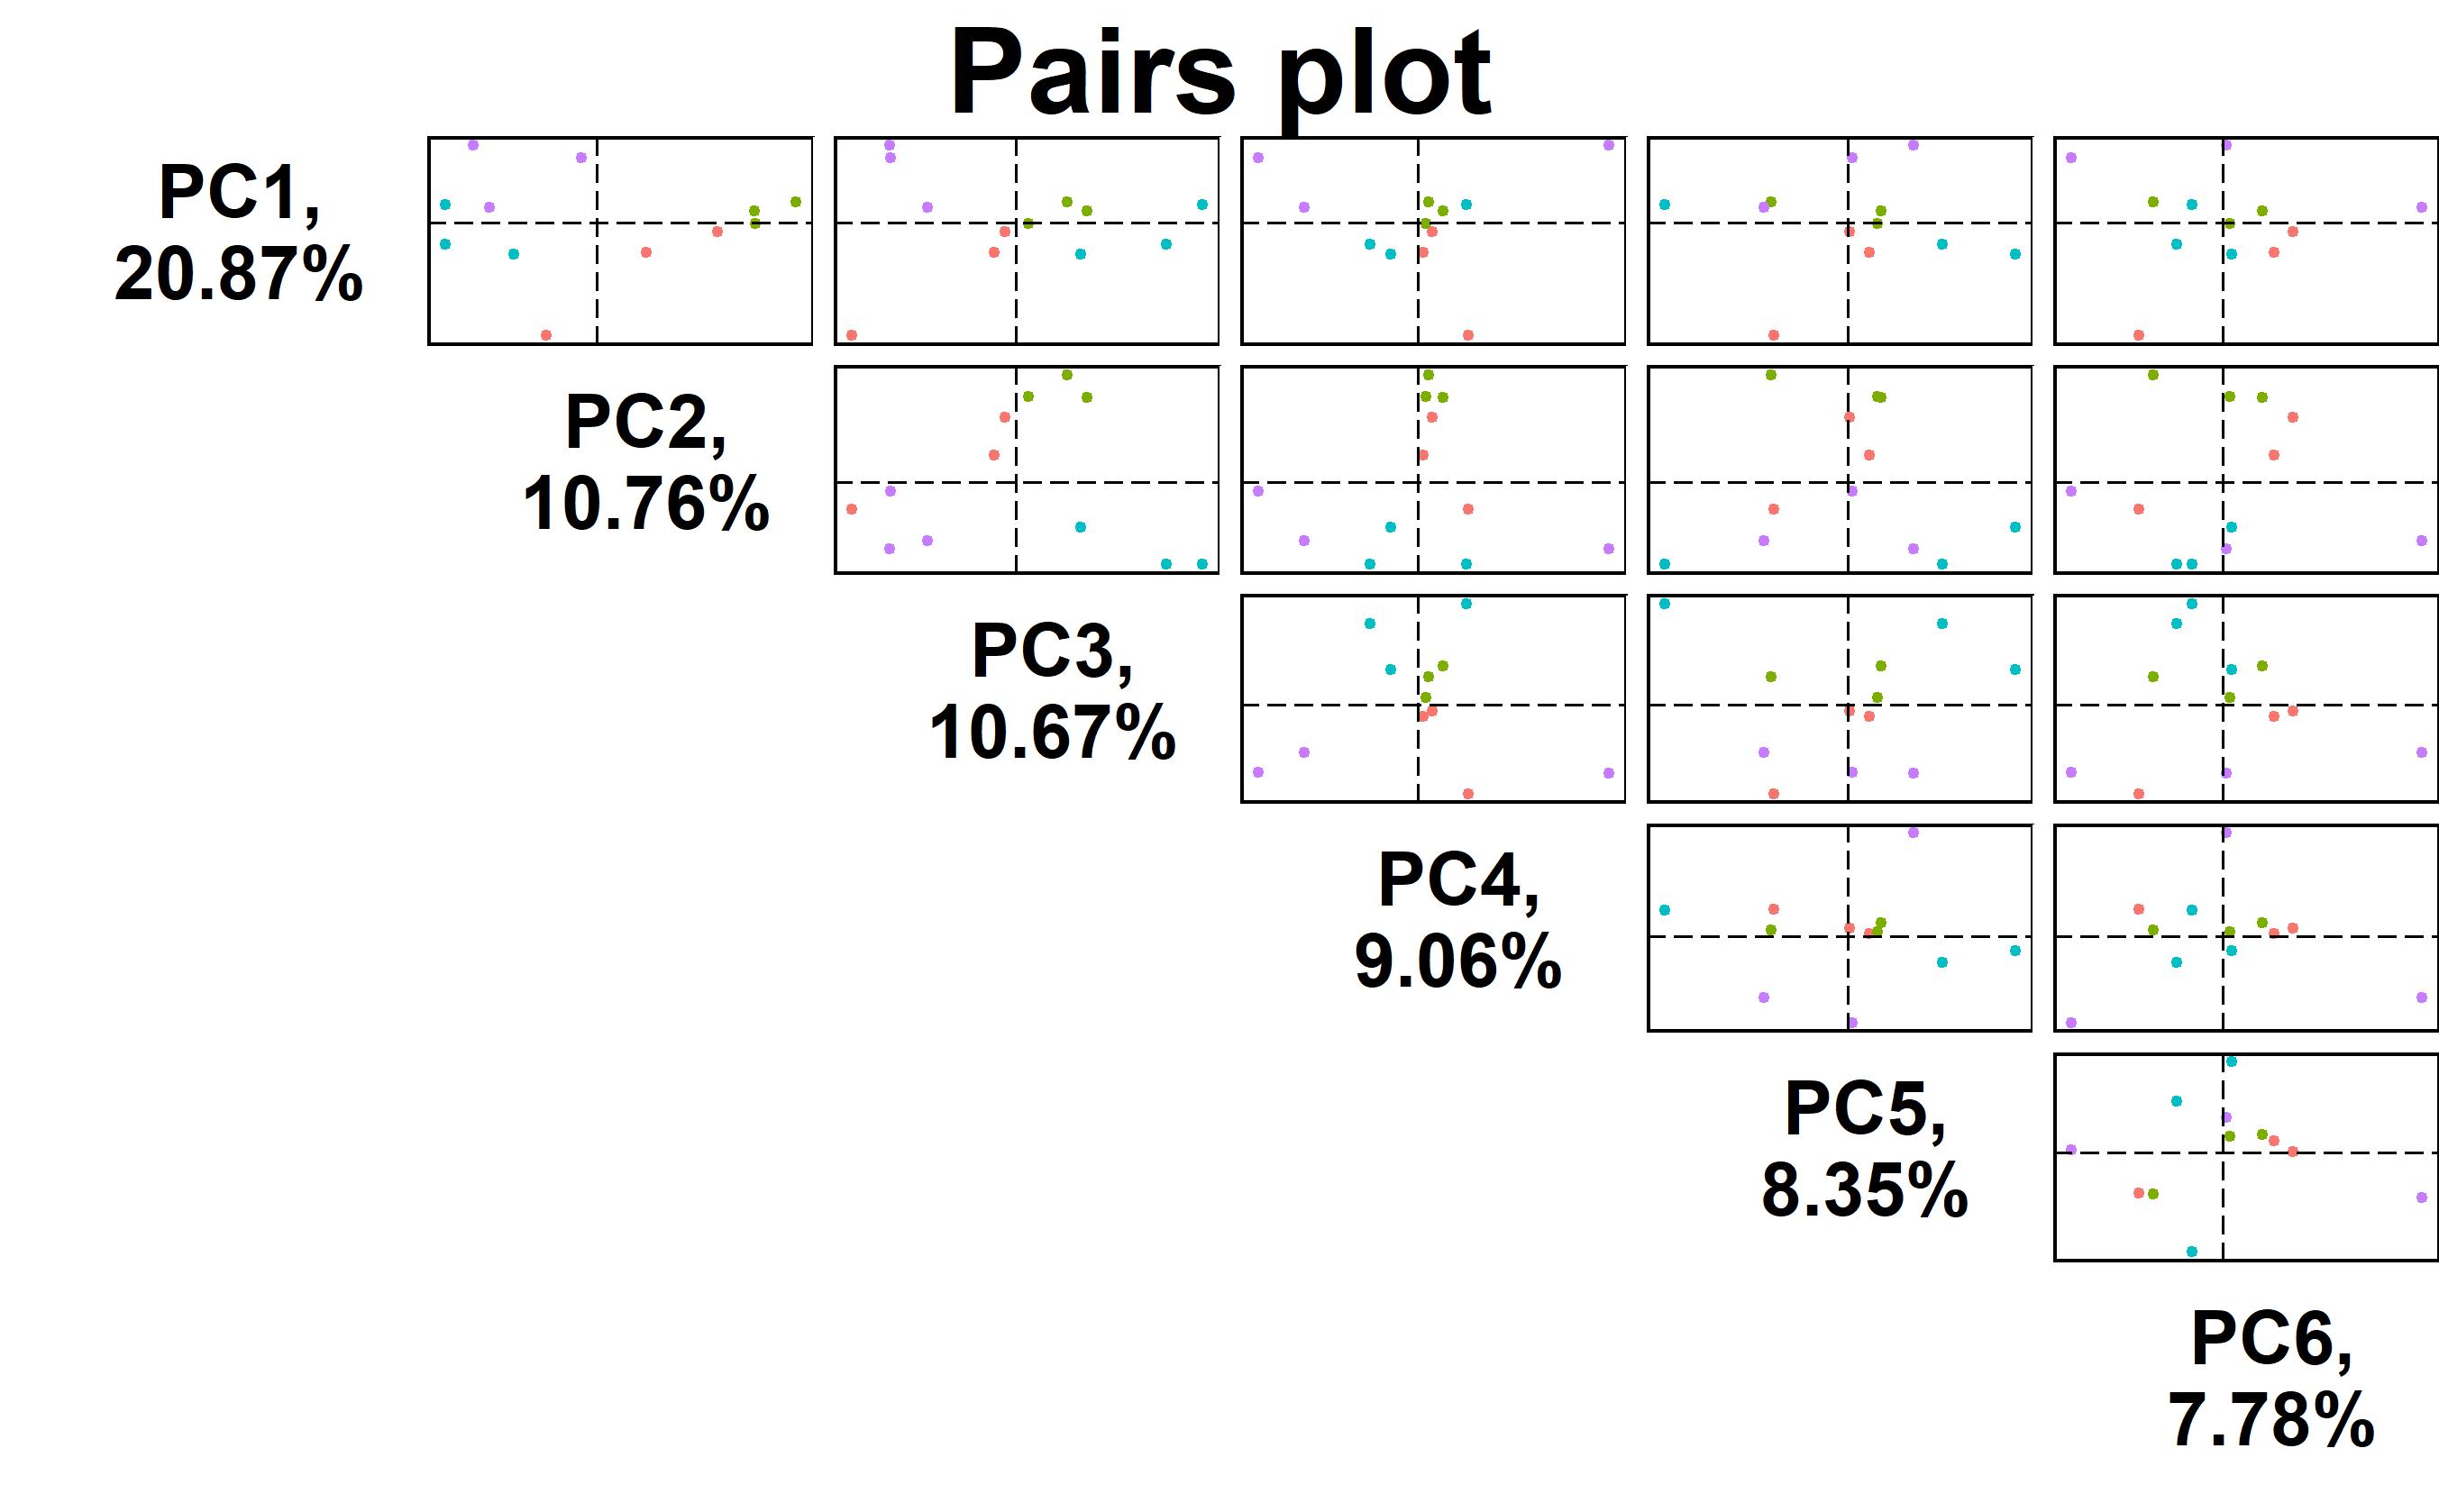 Pairs plot
PC1,
20.87%
PC2,
10.76%
PC3,
10.67%
PC4,
9.06%
PC5,
8.35%
PC6,
7.78%